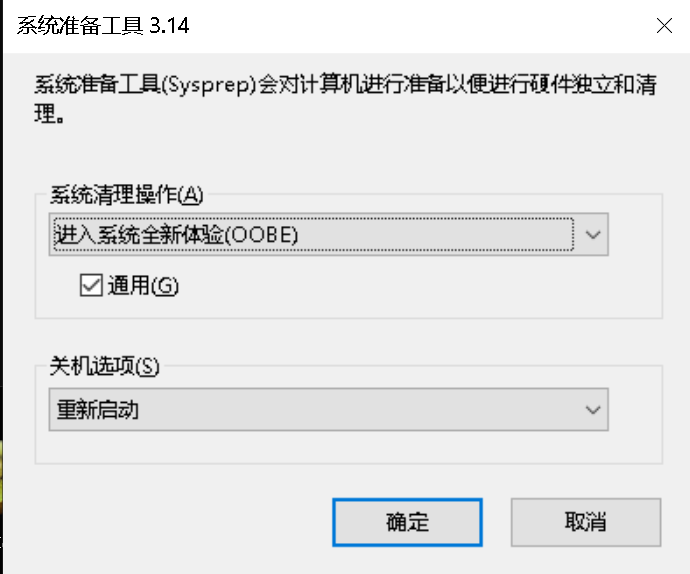 系统准备工具 3.14
系统准备工具(Sysprep)会对计算机进行准备以便进行硬件独立和清
理。
系统清理操作(A)
进入系统全新体验(OOBE)
通用(G)
关机选项(S)
重新启动
确定
取消